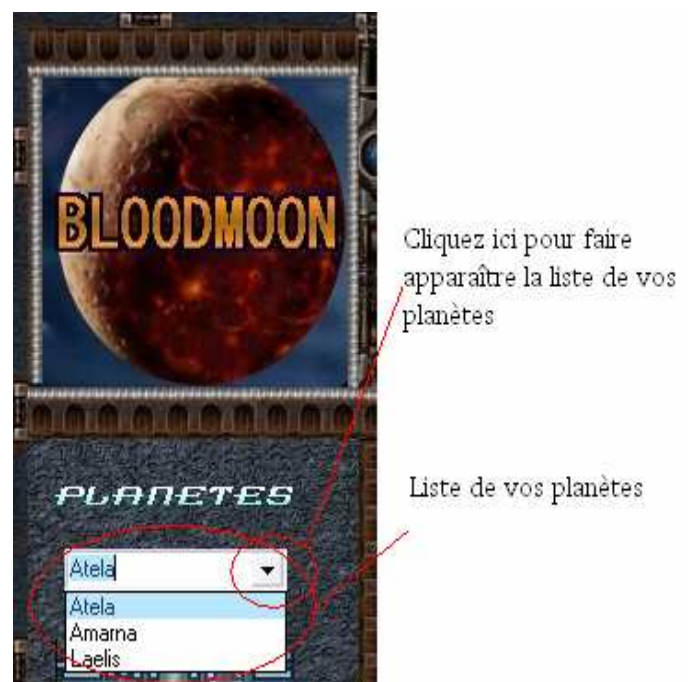 BLOODMOON
Cliquez ici pour faire
apparaître la liste de vos
planètes
PLANETES
Liste de vos planètes
Atela
Atela
Amarna
Laelis